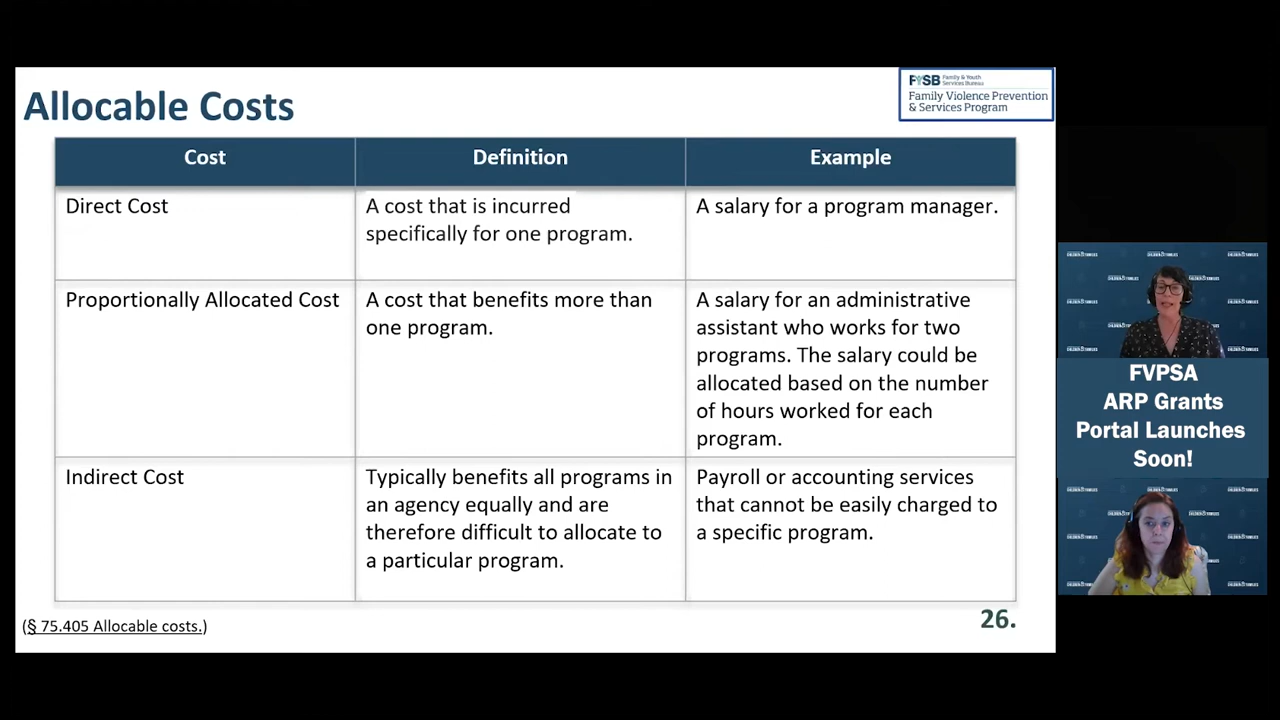 Allocable Costs
FYSB Family & Youth
Services Bureau
Family Violence Prevention
& Services Program
Cost
Definition
Example
Direct Cost
A cost that is incurred
specifically for one program.
A salary for a program manager.
Proportionally Allocated Cost
A cost that benefits more than
one program.
A salary for an administrative
assistant who works for two
programs. The salary could be
allocated based on the number
of hours worked for each
program.
Indirect Cost
Typically benefits all programs in
an agency equally and are
therefore difficult to allocate to
a particular program.
Payroll or accounting services
that cannot be easily charged to
a specific program.
(§ 75.405 Allocable costs.)
26.
FVPSA
ARP Grants
Portal Launches
Soon!